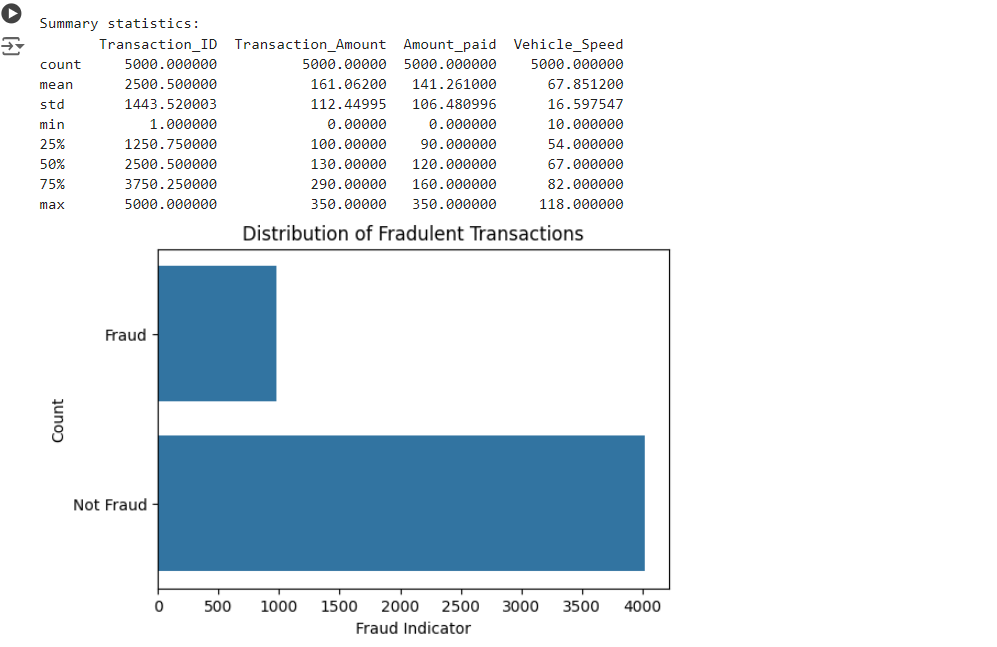 Summary statistics:
Transaction_ID Transaction_Amount Amount_paid Vehicle_Speed
count 5000.000000 5000.00000 5000.000000 5000.000000
mean 2500.500000 161.06200 141.261000 67.851200
std 1443.520003 112.44995 106.480996 16.597547
min 1.000000 0.00000 0.000000 10.000000
25% 1250.750000 100.00000 90.000000 54.000000
50% 2500.500000 130.00000 120.000000 67.000000
75% 3750.250000 290.00000 160.000000 82.000000
max 5000.000000 350.00000 350.000000 118.000000
Distribution of Fradulent Transactions
Fraud
Count
Not Fraud
0 500 1000 1500 2000 2500 3000 3500 4000
Fraud Indicator